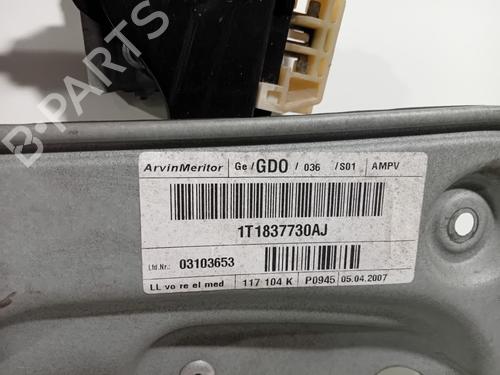 B-PARTS
ArvinMeritor Ge/GDO / 036 /S01 AMPV
1T1837730AJ
Lfd.Nr.: 03103653
LL vo re el med 117 104 K P0945 05.04.2007